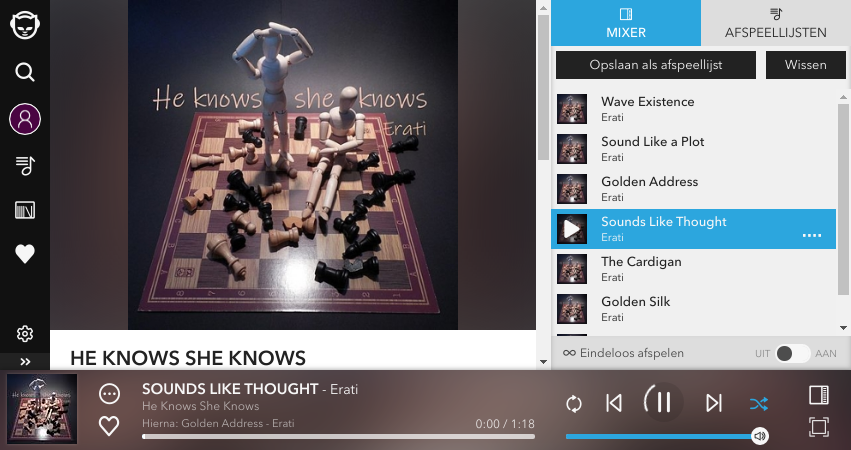 He knows she knows
Erati
HE KNOWS SHE KNOWS
MIXER
AFSPEELLIJSTEN
Opslaan als afspeellijst
Wissen
Wave Existence
Erati
Sound Like a Plot
Erati
Golden Address
Erati
Sounds Like Thought
Erati
The Cardigan
Erati
Golden Silk
Erati
Eindeloos afspelen
UIT
AAN
SOUNDS LIKE THOUGHT - Erati
He Knows She Knows
Hierna: Golden Address - Erati
0:00 / 1:18